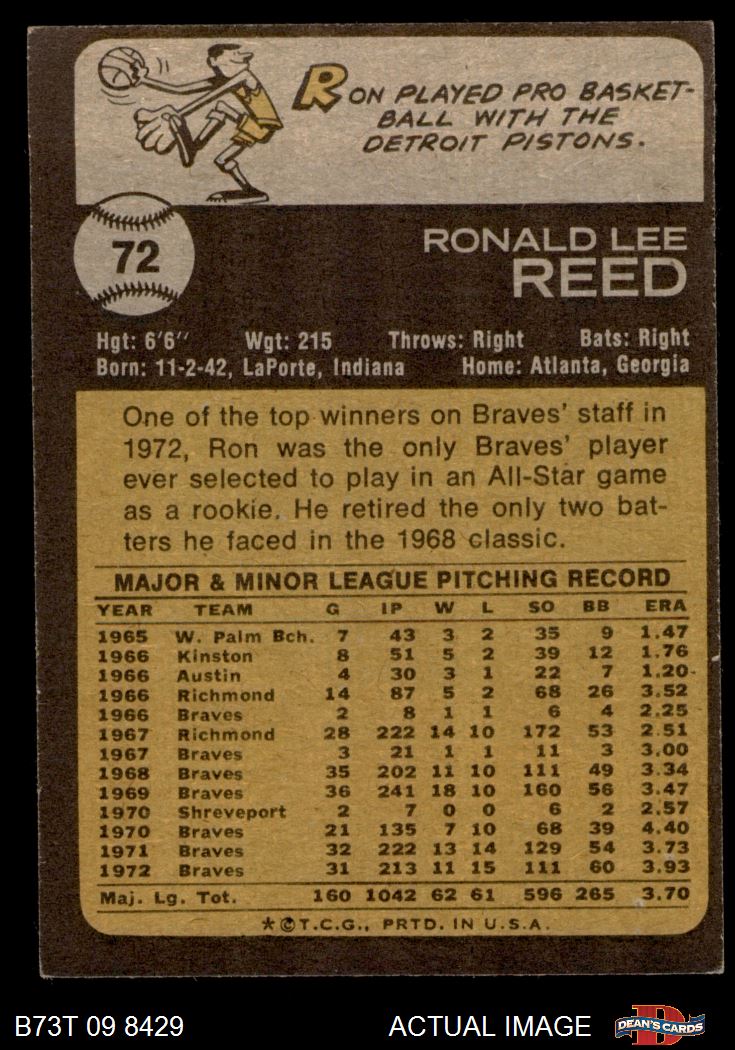 RON PLAYED PRO BASKET-
BALL WITH THE
DETROIT PISTONS.
72
RONALD LEE
REED
Hgt: 6'6" Wgt: 215 Throws: Right Bats: Right
Born: 11-2-42, LaPorte, Indiana Home: Atlanta, Georgia
One of the top winners on Braves' staff in
1972, Ron was the only Braves' player
ever selected to play in an All-Star game
as a rookie. He retired the only two bat-
ters he faced in the 1968 classic.
MAJOR & MINOR LEAGUE PITCHING RECORD
YEAR TEAM G IP W L SO BB ERA
1965 W. Palm Bch. 7 43 3 2 35 9 1.47
1966 Kinston 8 51 5 2 39 12 1.76
1966 Austin 4 30 3 1 22 7 1.20
1966 Richmond 14 87 5 2 68 26 3.52
1966 Braves 2 8 1 1 6 4 2.25
1967 Richmond 28 222 14 10 172 53 2.51
1967 Braves 3 21 1 1 11 3 3.00
1968 Braves 35 202 11 10 111 49 3.34
1969 Braves 36 241 18 10 160 56 3.47
1970 Shreveport 2 7 0 0 6 2 2.57
1970 Braves 21 135 7 10 68 39 4.40
1971 Braves 32 222 13 14 129 54 3.73
1972 Braves 31 213 11 15 111 60 3.93
Maj. Lg. Tot. 160 1042 62 61 596 265 3.70
*©T.C.G., PRTD. IN U.S.A.
B73T 09 8429 ACTUAL IMAGE D DEAN'S CARDS